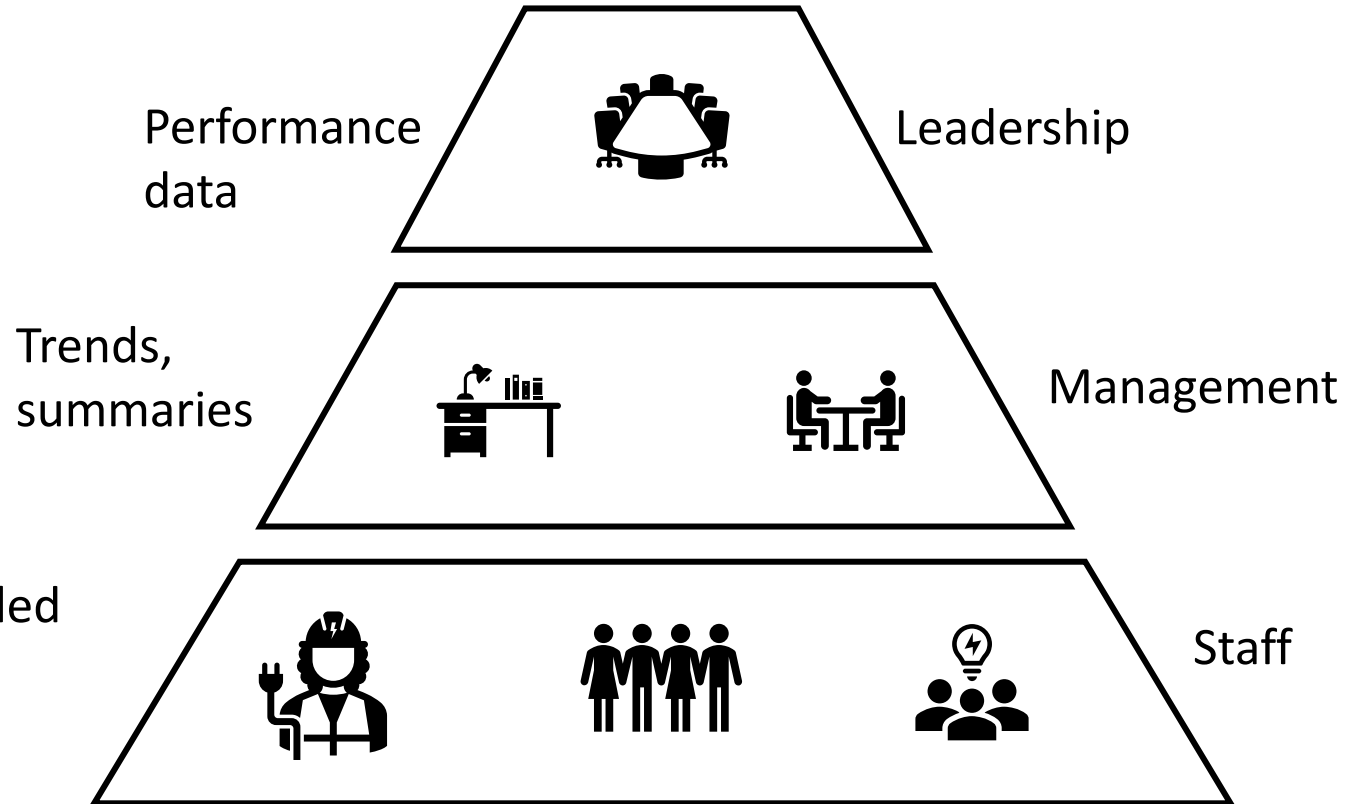 Performance
data
Leadership
Trends,
summaries
Management
Staff